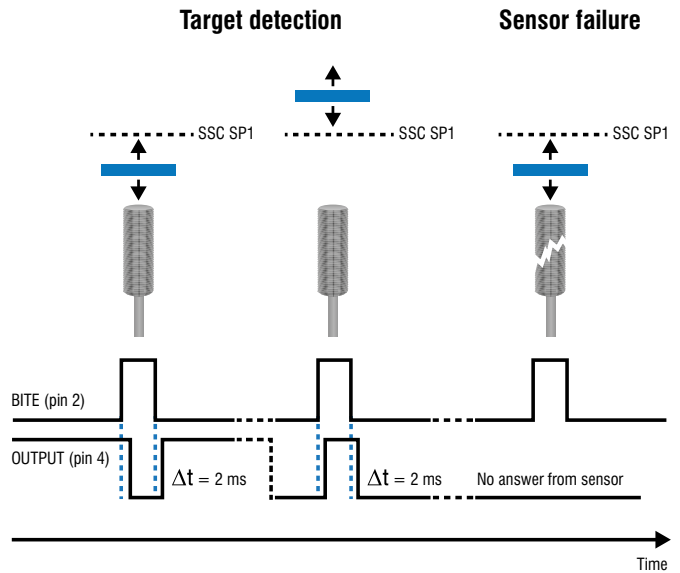 Target detection
Sensor failure
SSC SP1
SSC SP1
SSC SP1
BITE (pin 2)
OUTPUT (pin 4)
Δt = 2 ms
Δt = 2 ms
No answer from sensor
Time